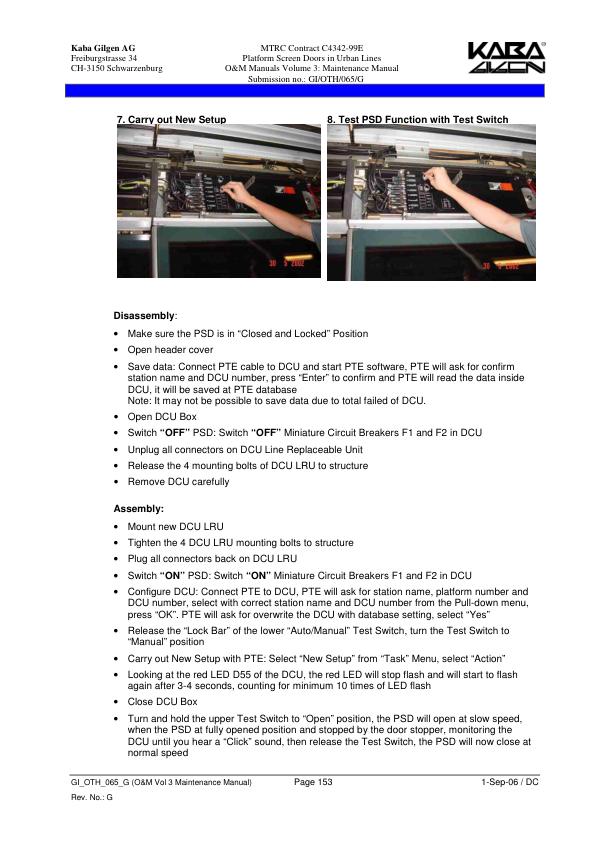 Kaba Gilgen AG
Freiburgstrasse 34
CH-3150 Schwarzenburg
MTRC Contract C4342-99E
Platform Screen Doors in Urban Lines
O&M Manuals Volume 3: Maintenance Manual
Submission no.: GI/OTH/065/G
KABA®
GILGEN
7. Carry out New Setup
8. Test PSD Function with Test Switch
30 5 2002
30 5 2002
Disassembly:
• Make sure the PSD is in “Closed and Locked” Position
• Open header cover
• Save data: Connect PTE cable to DCU and start PTE software, PTE will ask for confirm
station name and DCU number, press “Enter” to confirm and PTE will read the data inside
DCU, it will be saved at PTE database
Note: It may not be possible to save data due to total failed of DCU.
• Open DCU Box
• Switch “OFF” PSD: Switch “OFF” Miniature Circuit Breakers F1 and F2 in DCU
• Unplug all connectors on DCU Line Replaceable Unit
• Release the 4 mounting bolts of DCU LRU to structure
• Remove DCU carefully
Assembly:
• Mount new DCU LRU
• Tighten the 4 DCU LRU mounting bolts to structure
• Plug all connectors back on DCU LRU
• Switch “ON” PSD: Switch “ON” Miniature Circuit Breakers F1 and F2 in DCU
• Configure DCU: Connect PTE to DCU, PTE will ask for station name, platform number and
DCU number, select with correct station name and DCU number from the Pull-down menu,
press “OK”. PTE will ask for overwrite the DCU with database setting, select “Yes”
• Release the “Lock Bar” of the lower “Auto/Manual” Test Switch, turn the Test Switch to
“Manual” position
• Carry out New Setup with PTE: Select “New Setup” from “Task” Menu, select “Action”
• Looking at the red LED D55 of the DCU, the red LED will stop flash and will start to flash
again after 3-4 seconds, counting for minimum 10 times of LED flash
• Close DCU Box
• Turn and hold the upper Test Switch to “Open” position, the PSD will open at slow speed,
when the PSD at fully opened position and stopped by the door stopper, monitoring the
DCU until you hear a “Click” sound, then release the Test Switch, the PSD will now close at
normal speed
GI_OTH_065_G (O&M Vol 3 Maintenance Manual)
Page 153
1-Sep-06 / DC
Rev. No.: G